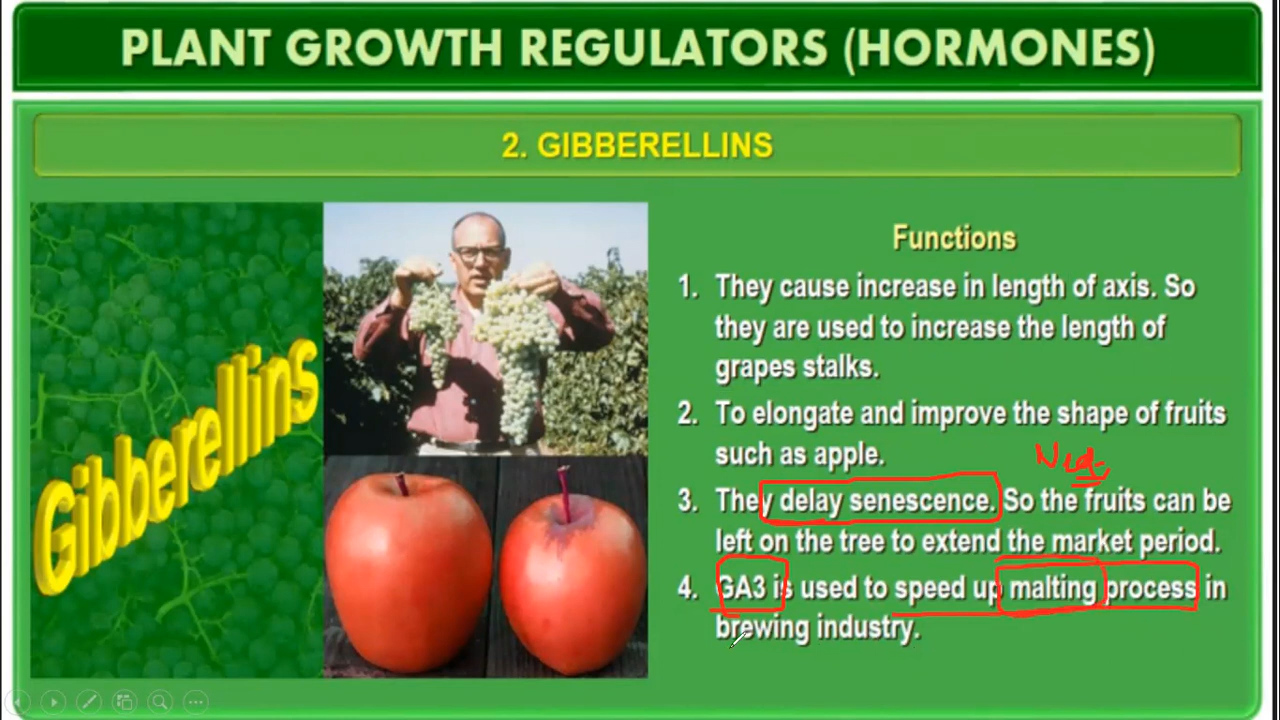 PLANT GROWTH REGULATORS (HORMONES)
2. GIBBERELLINS
Gibberellins
Functions
1. They cause increase in length of axis. So
they are used to increase the length of
grapes stalks.
2. To elongate and improve the shape of fruits
such as apple.
3. They delay senescence. So the fruits can be
left on the tree to extend the market period.
4. GA3 is used to speed up malting process in
brewing industry.